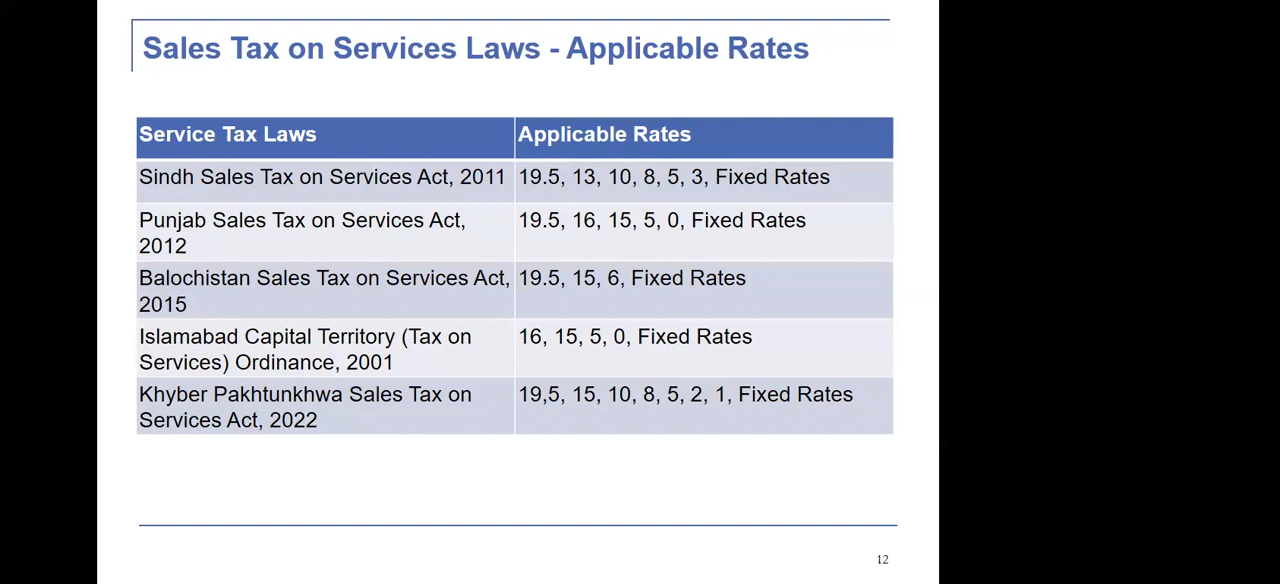 Sales Tax on Services Laws - Applicable Rates
Service Tax Laws
Applicable Rates
Sindh Sales Tax on Services Act, 2011
19.5, 13, 10, 8, 5, 3, Fixed Rates
Punjab Sales Tax on Services Act,
2012
19.5, 16, 15, 5, 0, Fixed Rates
Balochistan Sales Tax on Services Act,
2015
19.5, 15, 6, Fixed Rates
Islamabad Capital Territory (Tax on
Services) Ordinance, 2001
16, 15, 5, 0, Fixed Rates
Khyber Pakhtunkhwa Sales Tax on
Services Act, 2022
19,5, 15, 10, 8, 5, 2, 1, Fixed Rates
12